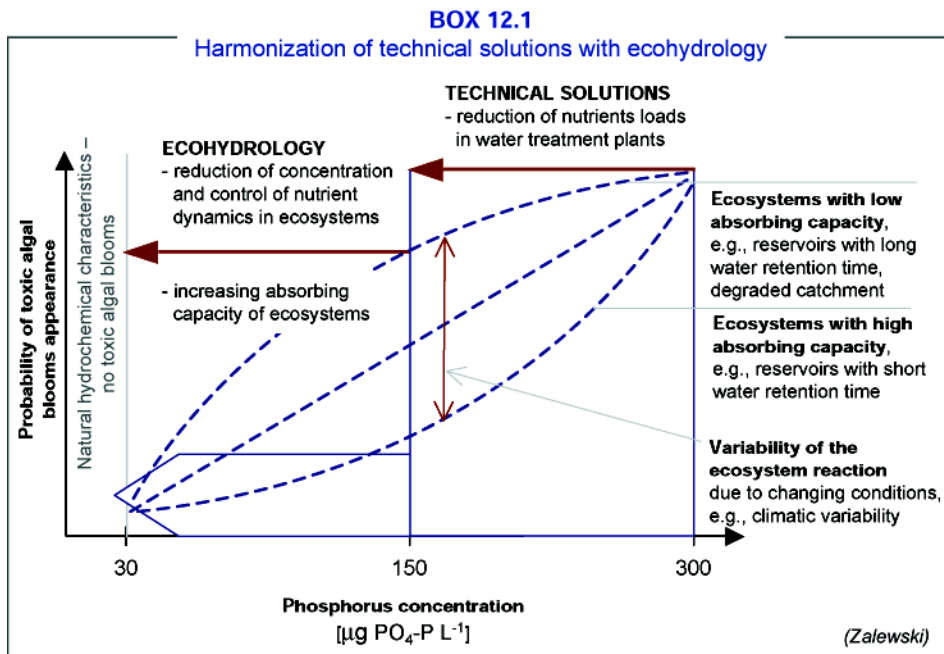 BOX 12.1
Harmonization of technical solutions with ecohydrology
TECHNICAL SOLUTIONS
- reduction of nutrients loads
in water treatment plants
ECOHYDROLOGY
- reduction of concentration
and control of nutrient
dynamics in ecosystems
- increasing absorbing
capacity of ecosystems
Probability of toxic algal
blooms appearance
Natural hydrochemical characteristics –
no toxic algal blooms
Ecosystems with low
absorbing capacity,
e.g., reservoirs with long
water retention time,
degraded catchment
Ecosystems with high
absorbing capacity,
e.g., reservoirs with short
water retention time
Variability of the
ecosystem reaction
due to changing conditions,
e.g., climatic variability
30
150
300
Phosphorus concentration
[µg PO₄-P L⁻¹]
(Zalewski)